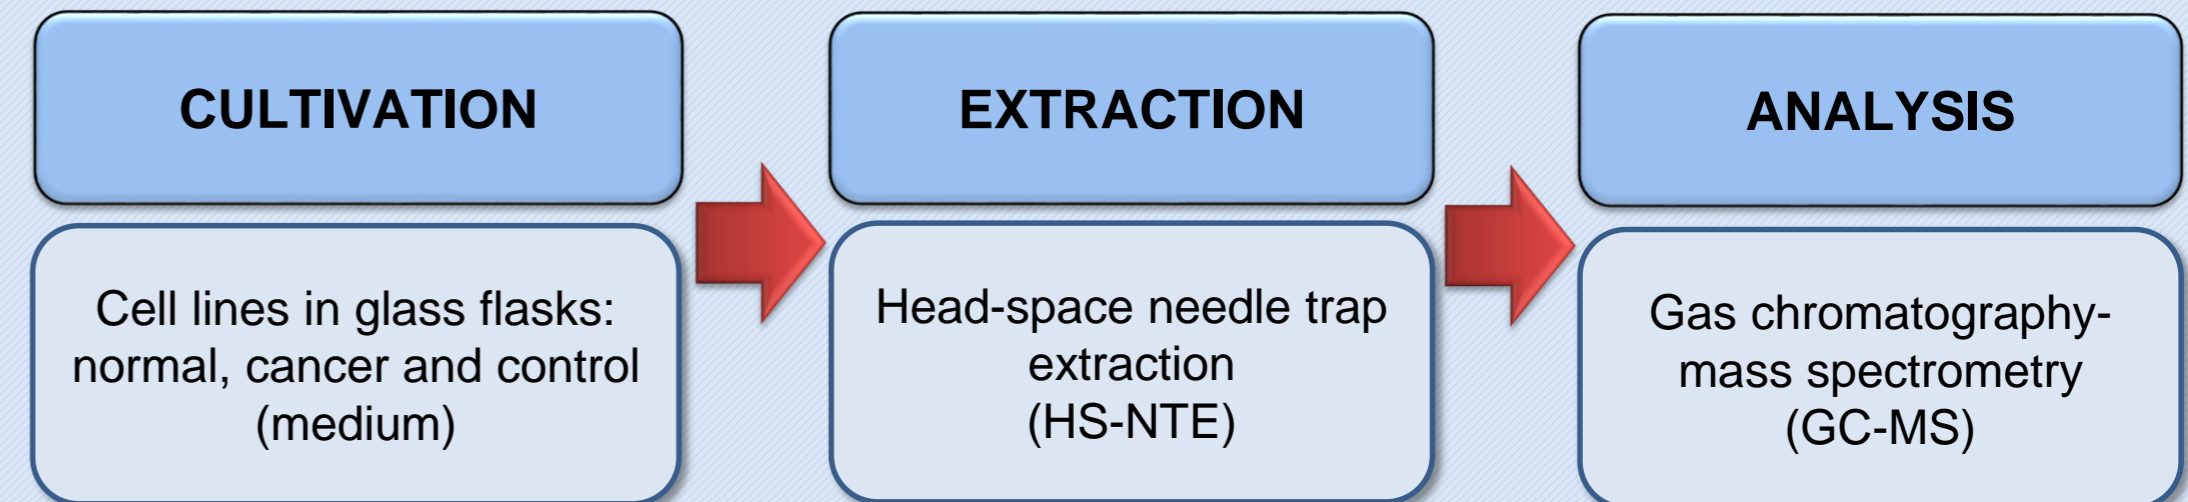 CULTIVATION
Cell lines in glass flasks:
normal, cancer and control
(medium)
EXTRACTION
Head-space needle trap
extraction
(HS-NTE)
ANALYSIS
Gas chromatography-
mass spectrometry
(GC-MS)